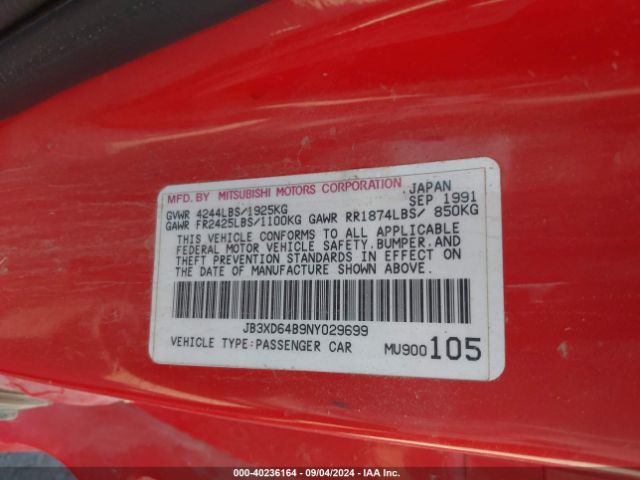 MFD. BY MITSUBISHI MOTORS CORPORATION JAPAN
GVWR 4244LBS/1925KG SEP 1991
GAWR FR2425LBS/1100KG GAWR RR1874LBS/ 850KG
THIS VEHICLE CONFORMS TO ALL APPLICABLE
FEDERAL MOTOR VEHICLE SAFETY,BUMPER,AND
THEFT PREVENTION STANDARDS IN EFFECT ON
THE DATE OF MANUFACTURE SHOWN ABOVE.
JB3XD64B9NY029699
VEHICLE TYPE:PASSENGER CAR MU900105
000-40236164 - 09/04/2024 - IAA Inc.